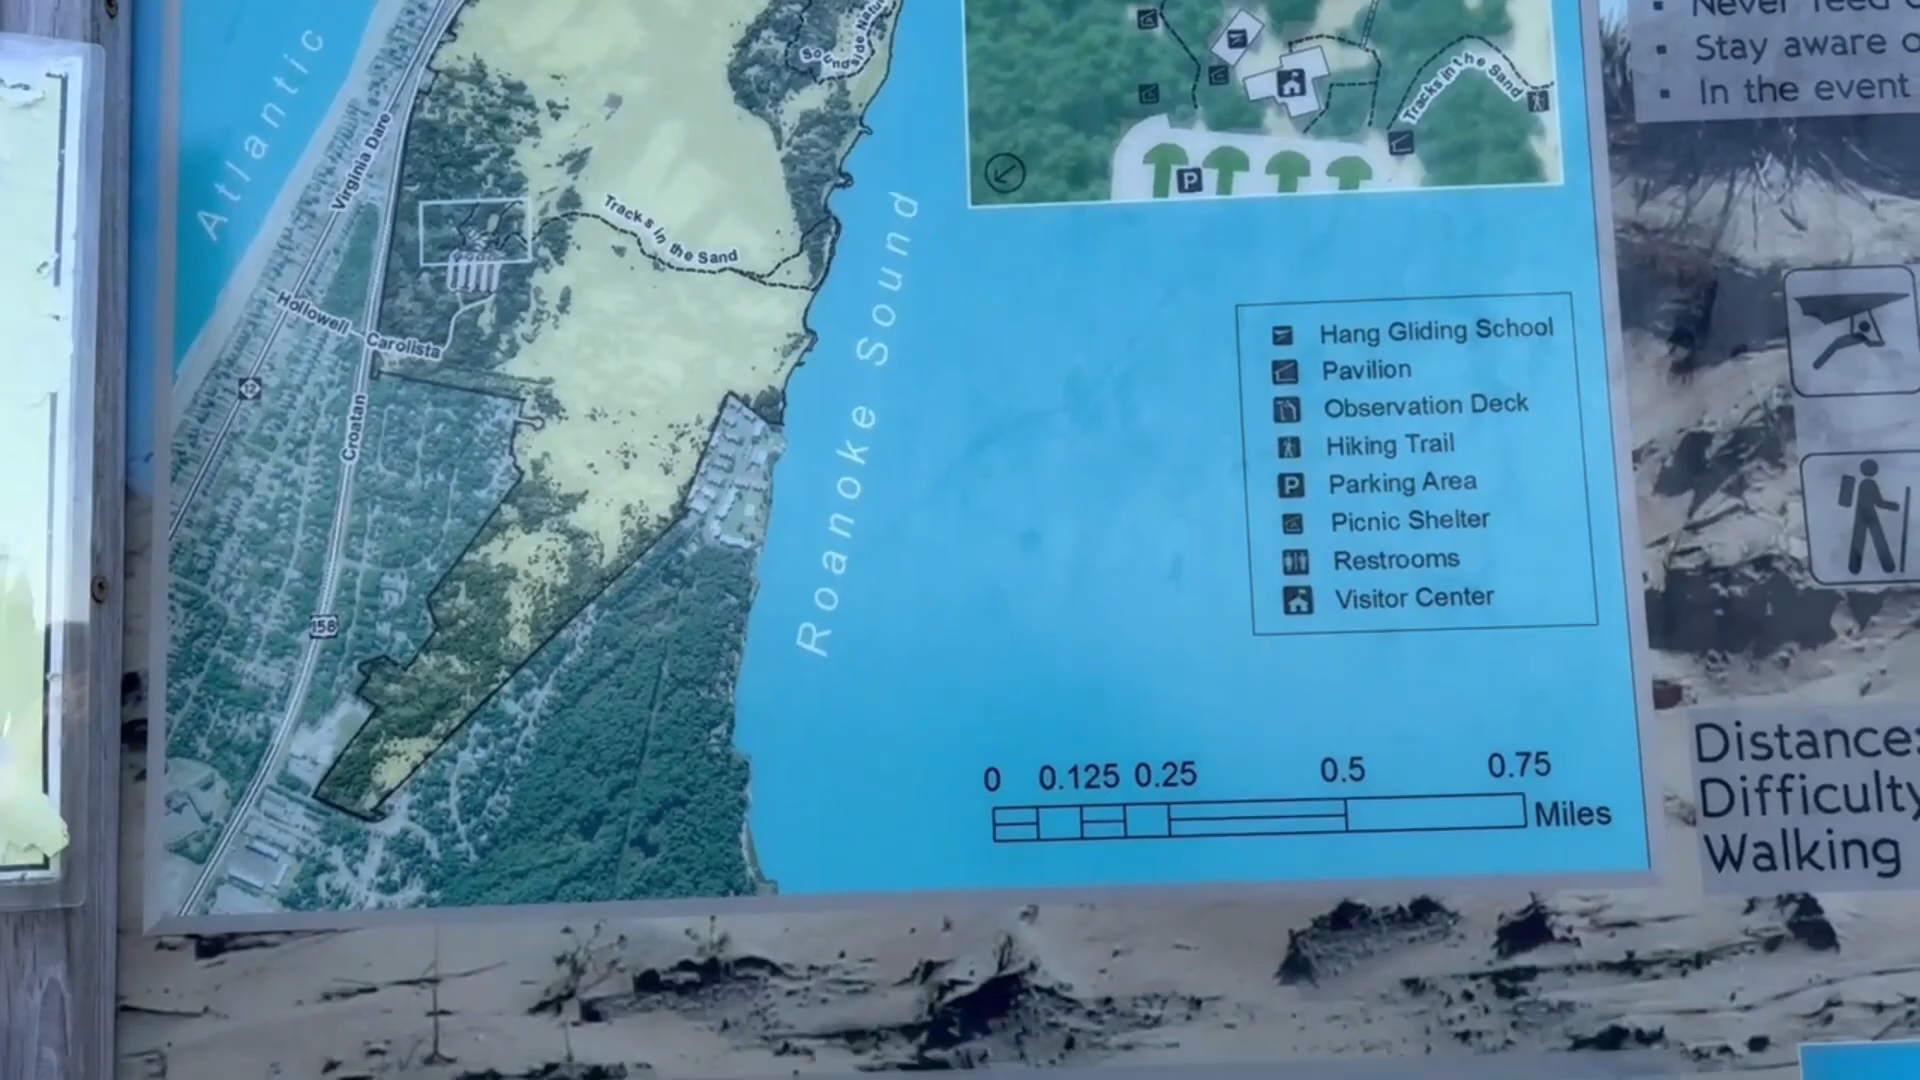 Never feed
Stay aware
In the event
Atlantic
Virginia Dare
Soundside
Tracks in the Sand
Hollowell
Carolista
12
Croatan
158
Roanoke Sound
Tracks in the Sand
P
Hang Gliding School
Pavilion
Observation Deck
Hiking Trail
P Parking Area
Picnic Shelter
Restrooms
Visitor Center
0 0.125 0.25 0.5 0.75
Miles
Distance:
Difficulty
Walking